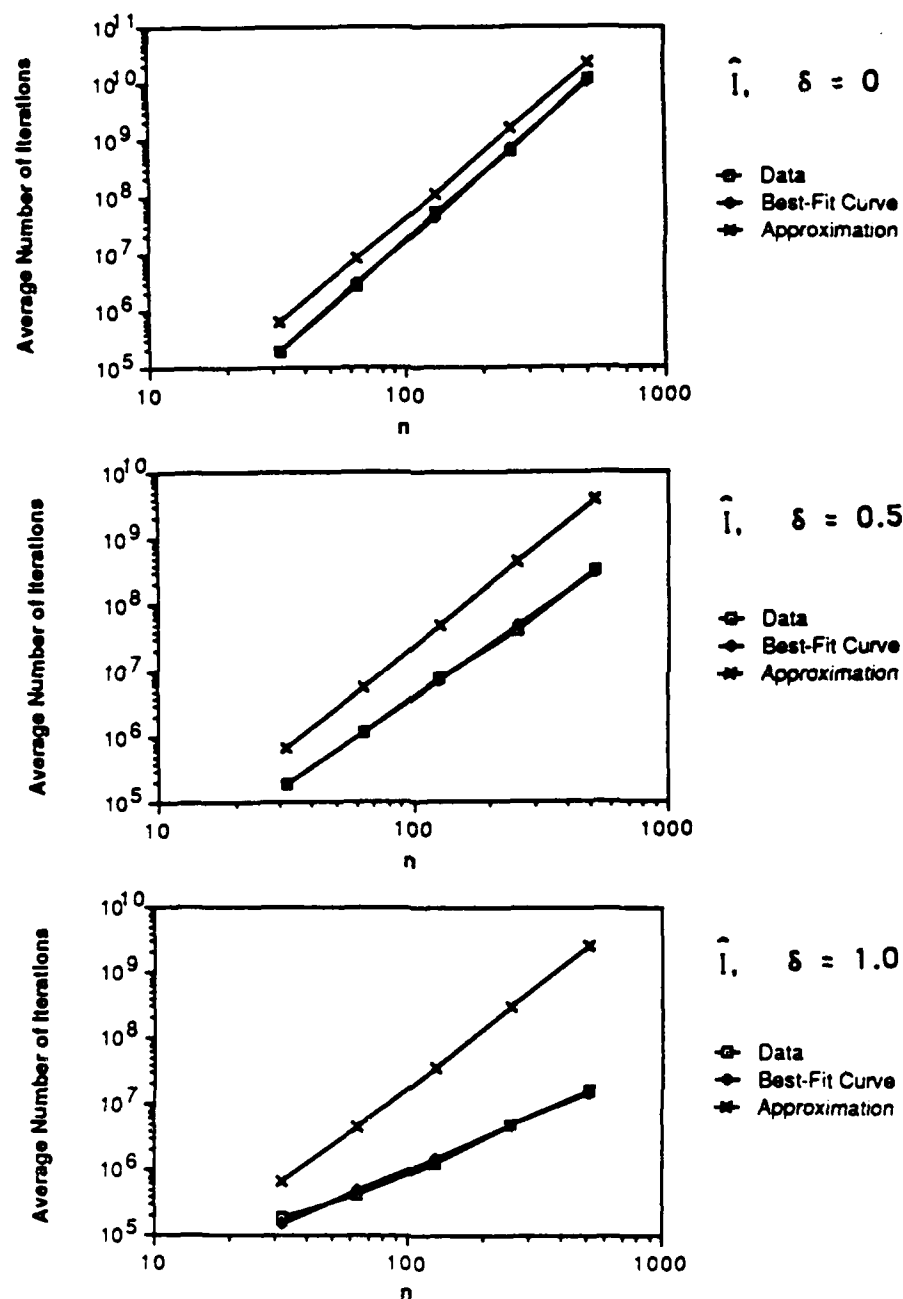 Average Number of Iterations
10^11
10^10
10^9
10^8
10^7
10^6
10^5
10
100
1000
n
Î, δ = 0
Data
Best-Fit Curve
Approximation
Average Number of Iterations
10^10
10^9
10^8
10^7
10^6
10^5
10
100
1000
n
Î, δ = 0.5
Data
Best-Fit Curve
Approximation
Average Number of Iterations
10^10
10^9
10^8
10^7
10^6
10^5
10
100
1000
n
Î, δ = 1.0
Data
Best-Fit Curve
Approximation